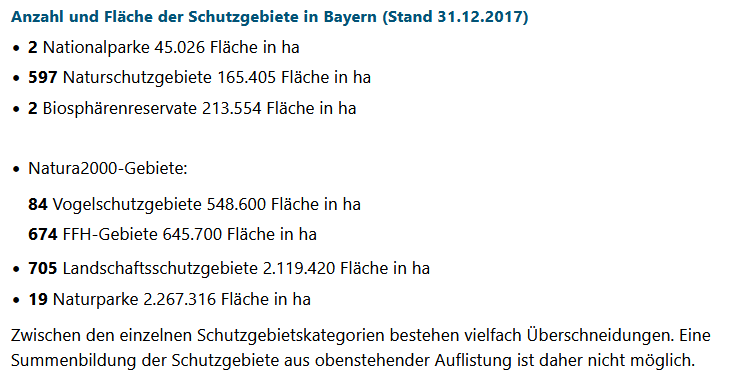 Anzahl und Fläche der Schutzgebiete in Bayern (Stand 31.12.2017)
• 2 Nationalparke 45.026 Fläche in ha
• 597 Naturschutzgebiete 165.405 Fläche in ha
• 2 Biosphärenreservate 213.554 Fläche in ha
• Natura2000-Gebiete:
84 Vogelschutzgebiete 548.600 Fläche in ha
674 FFH-Gebiete 645.700 Fläche in ha
• 705 Landschaftsschutzgebiete 2.119.420 Fläche in ha
• 19 Naturparke 2.267.316 Fläche in ha
Zwischen den einzelnen Schutzgebietskategorien bestehen vielfach Überschneidungen. Eine
Summenbildung der Schutzgebiete aus obenstehender Auflistung ist daher nicht möglich.